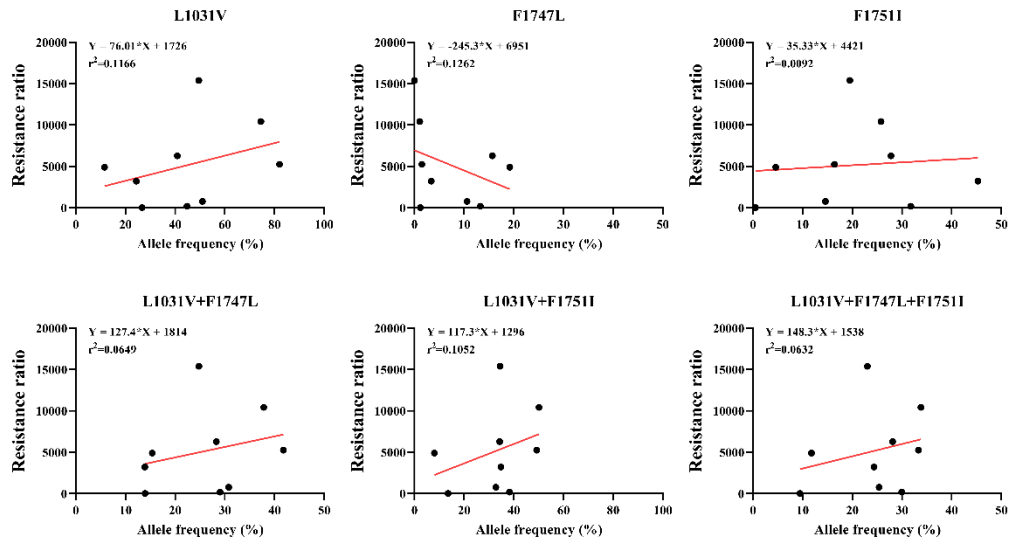 L1031V
Y = 76.01*X + 1726
r²=0.1166
Resistance ratio
20000
15000
10000
5000
0
0 20 40 60 80 100
Allele frequency (%)
F1747L
Y = -245.3*X + 6951
r²=0.1262
Resistance ratio
20000
15000
10000
5000
0
0 10 20 30 40 50
Allele frequency (%)
F1751I
Y = 35.33*X + 4421
r²=0.0092
Resistance ratio
20000
15000
10000
5000
0
0 10 20 30 40 50
Allele frequency (%)
L1031V+F1747L
Y = 127.4*X + 1814
r²=0.0649
Resistance ratio
20000
15000
10000
5000
0
0 10 20 30 40 50
Allele frequency (%)
L1031V+F1751I
Y = 117.3*X + 1296
r²=0.1052
Resistance ratio
20000
15000
10000
5000
0
0 20 40 60 80 100
Allele frequency (%)
L1031V+F1747L+F1751I
Y = 148.3*X + 1538
r²=0.0632
Resistance ratio
20000
15000
10000
5000
0
0 10 20 30 40 50
Allele frequency (%)